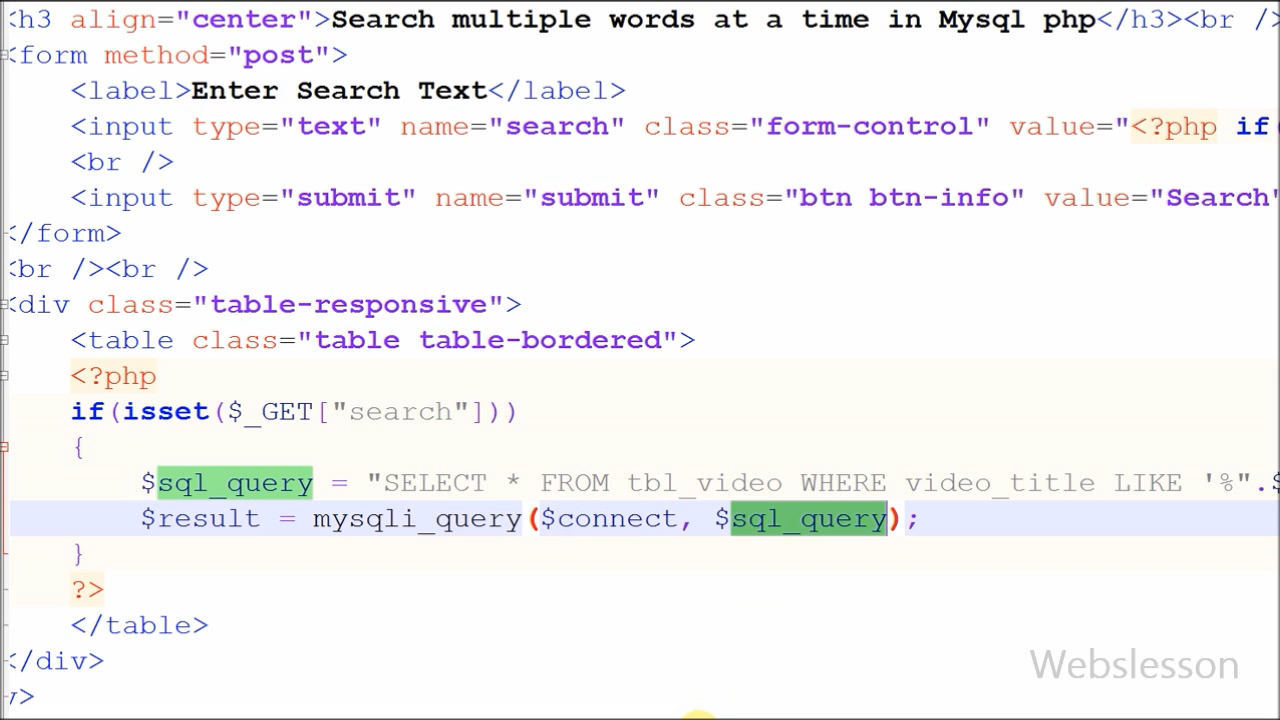 <h3 align="center">Search multiple words at a time in Mysql php</h3><br />
<form method="post">
<label>Enter Search Text</label>
<input type="text" name="search" class="form-control" value="<?php if(
<br />
<input type="submit" name="submit" class="btn btn-info" value="Search"
</form>
<br /><br />
<div class="table-responsive">
<table class="table table-bordered">
<?php
if(isset($_GET["search"]))
{
$sql_query = "SELECT * FROM tbl_video WHERE video_title LIKE '%".$
$result = mysqli_query($connect, $sql_query);
}
?>
</table>
</div>
>
Webslesson